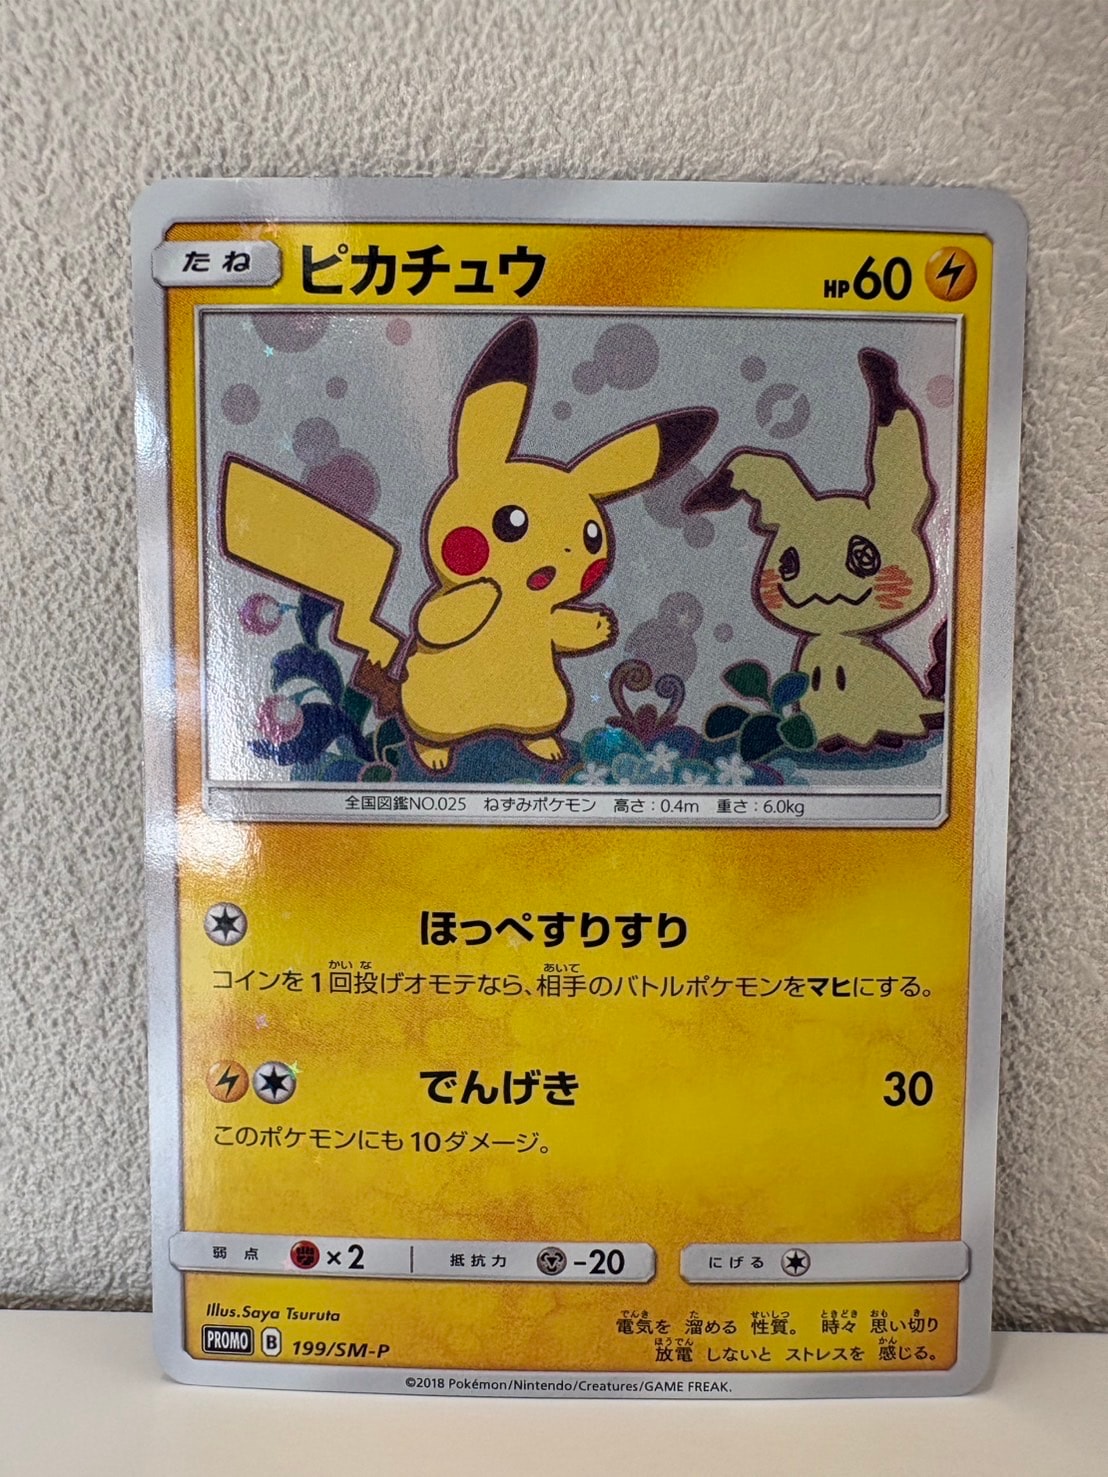 たね ピカチュウ HP60
全国図鑑NO.025 ねずみポケモン 高さ:0.4m 重さ:6.0kg
ほっぺすりすり
コインを1回投げオモテなら、相手のバトルポケモンをマヒにする。
でんげき 30
このポケモンにも10ダメージ。
弱点 ×2 抵抗力 -20 にげる
Illus.Saya Tsuruta
PROMO B 199/SM-P
電気を 溜める 性質。 時々 思い切り
放電 しないと ストレスを 感じる。
©2018 Pokémon/Nintendo/Creatures/GAME FREAK.